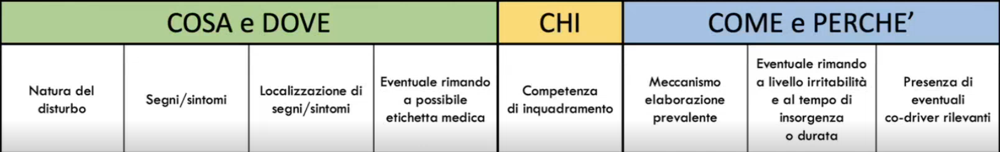 COSA e DOVE
CHI
COME e PERCHE'
Natura del
disturbo
Segni/sintomi
Localizzazione di
segni/sintomi
Eventuale rimando
a possibile
etichetta medica
Competenza
di inquadramento
Meccanismo
elaborazione
prevalente
Eventuale rimando
a livello irritabilità
e al tempo di
insorgenza
o durata
Presenza di
eventuali
co-driver rilevanti